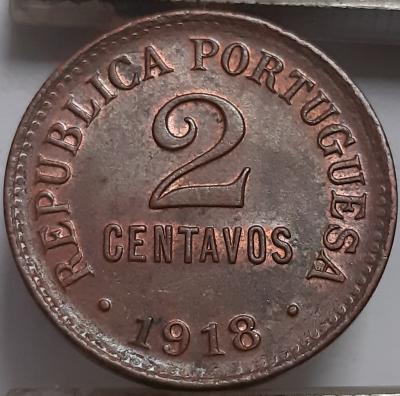 REPUBLICA PORTUGUESA
2
CENTAVOS
• 1918 •